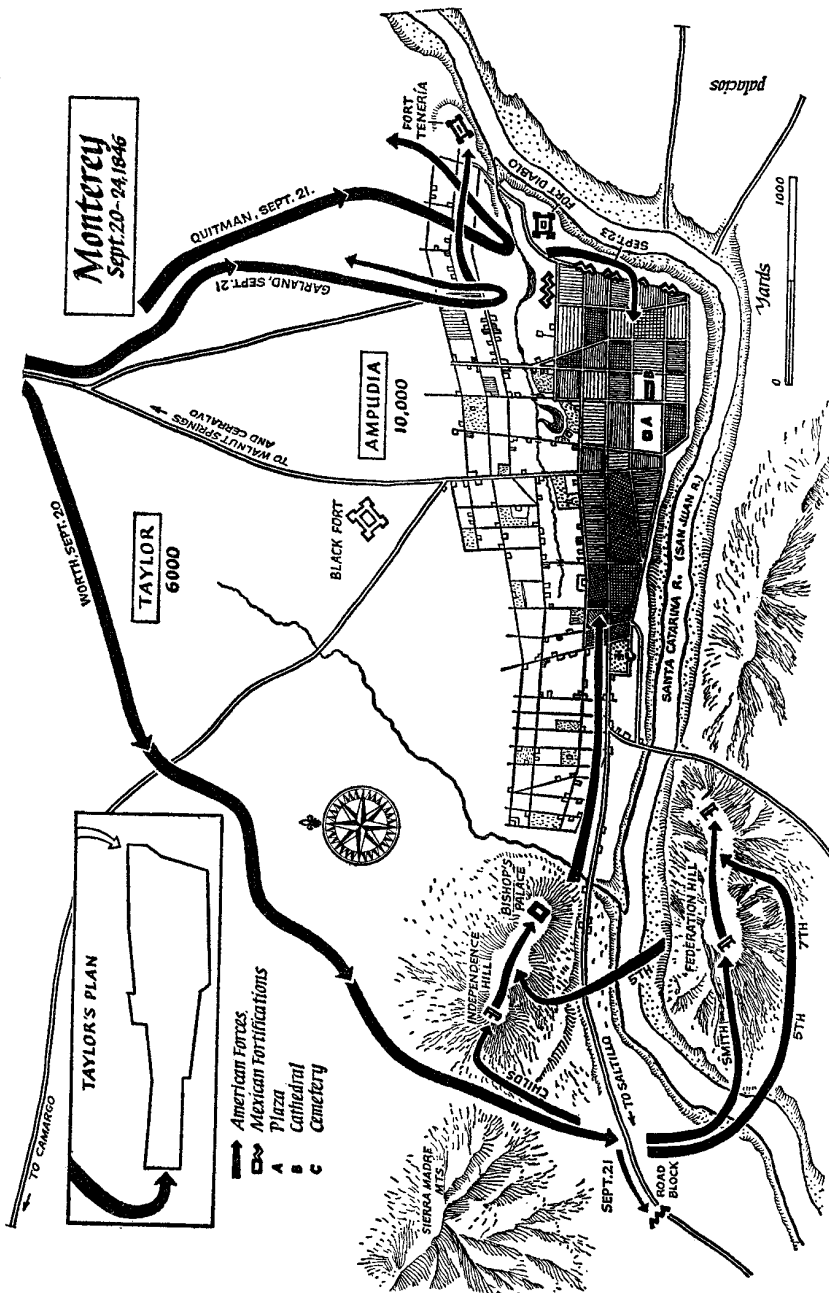 Monterey
Sept. 20-24, 1846
TO CAMARGO
TAYLOR'S PLAN
American Forces
Mexican Fortifications
A Plaza
B Cathedral
C Cemetery
WORTH, SEPT. 20
TAYLOR
6000
BLACK FORT
TO WALNUT SPRINGS
AND CERRALVO
AMPUDIA
10,000
GARLAND, SEPT. 21
QUITMAN, SEPT. 21.
FORT
TENERÍA
FORT DIABLO
SEPT 23
A
B
SIERRA MADRE
MTS.
INDEPENDENCE
HILL
BISHOP'S
PALACE
CHILDS
SEPT. 21
ROAD
BLOCK
TO SALTILLO
5TH
FEDERATION HILL
SMITH
5TH
7TH
SANTA CATARINA R. (SAN JUAN R.)
0
Yards
1000
palacios